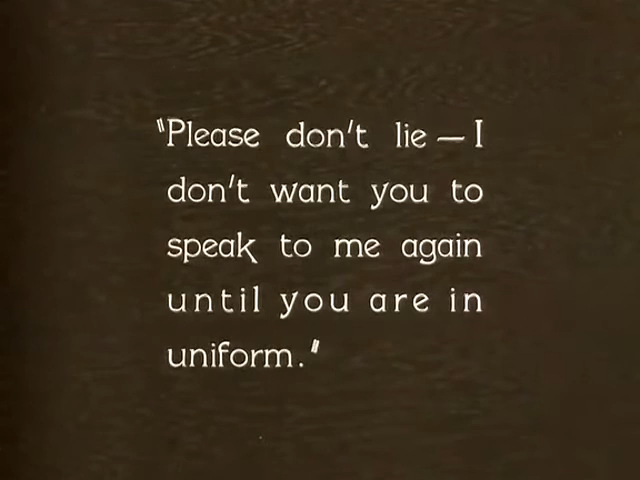 "Please don't lie — I
don't want you to
speak to me again
until you are in
uniform."